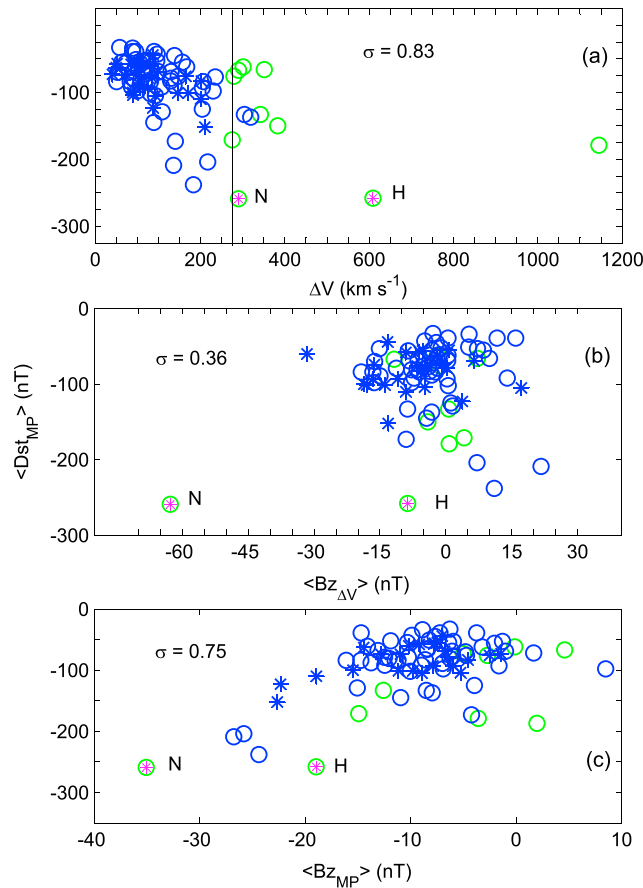 (a)
σ = 0.83
-100
-200
-300
N
H
0
200
400
600
800
1000
1200
ΔV (km s⁻¹)
0
(b)
σ = 0.36
-100
-200
-300
N
H
<Dst_MP> (nT)
-60
-45
-30
-15
0
15
30
<Bz_ΔV> (nT)
0
σ = 0.75
-100
-200
-300
N
H
(c)
-350
-40
-30
-20
-10
0
10
<Bz_MP> (nT)